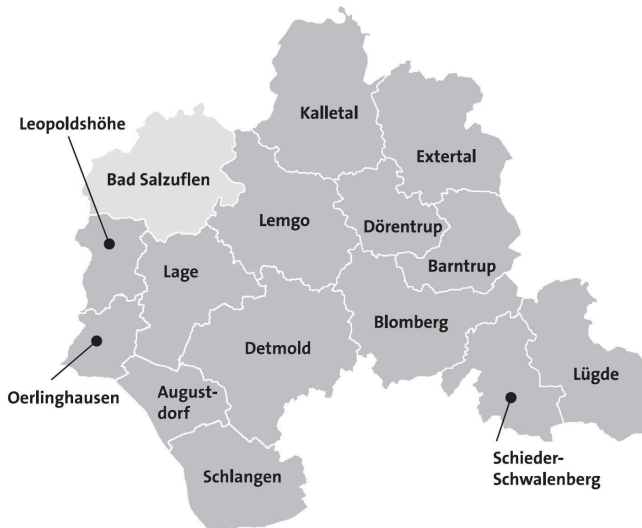 Kalletal
Leopoldshöhe
Extertal
Bad Salzuflen
Lemgo
Dörentrup
Lage
Barntrup
Blomberg
Detmold
Lügde
Oerlinghausen
August-
dorf
Schlangen
Schieder-
Schwalenberg